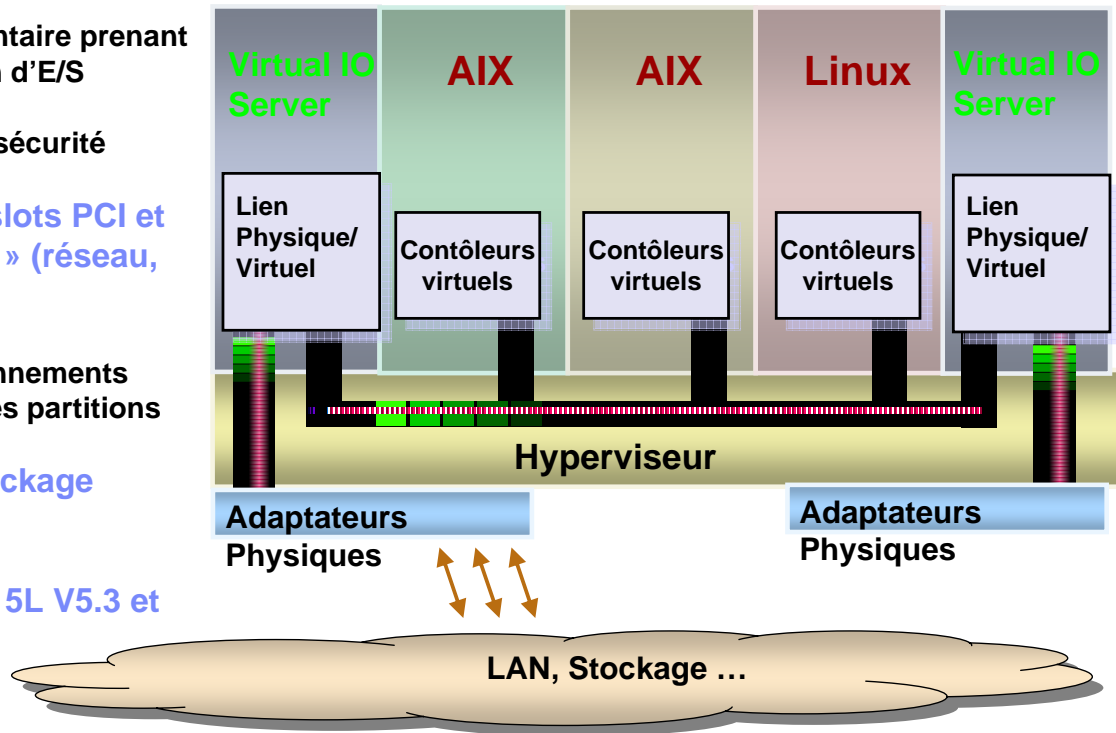 ntaire prenant
d'E/S
sécurité
slots PCI et
» (réseau,
nnements
es partitions
ckage
5L V5.3 et
Virtual IO
Server
AIX
AIX
Linux
Virtual IO
Server
Lien
Physique/
Virtuel
Contôleurs
virtuels
Contôleurs
virtuels
Contôleurs
virtuels
Lien
Physique/
Virtuel
Hyperviseur
Adaptateurs
Physiques
Adaptateurs
Physiques
LAN, Stockage …